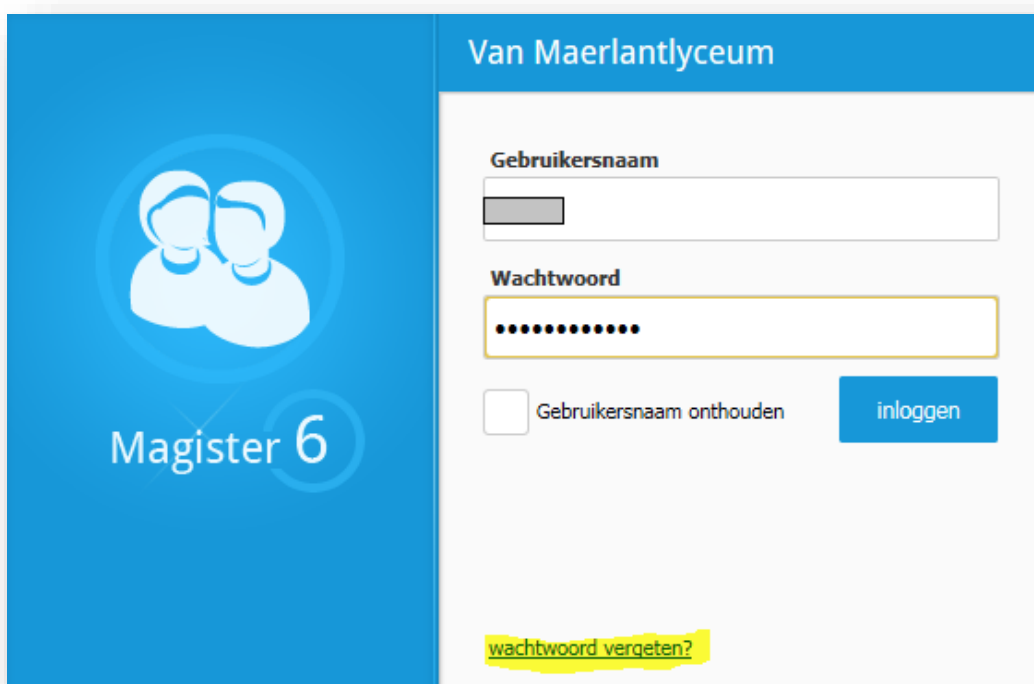 Van Maerlantlyceum
Gebruikersnaam
Wachtwoord
••••••••••••
Gebruikersnaam onthouden
inloggen
Magister 6
wachtwoord vergeten?